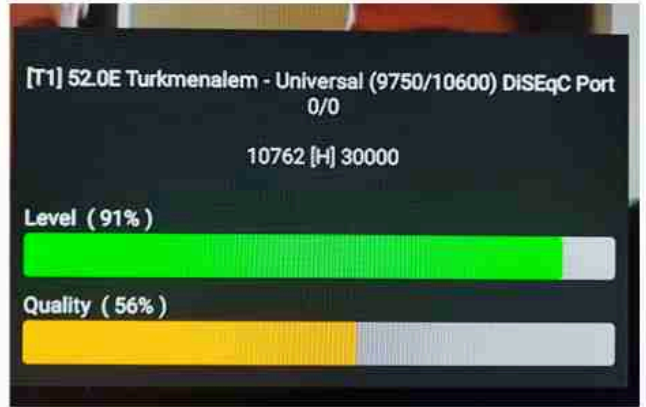 [T1] 52.0E Turkmenalem - Universal (9750/10600) DiSEqC Port
0/0
10762 [H] 30000
Level ( 91% )
Quality ( 56% )